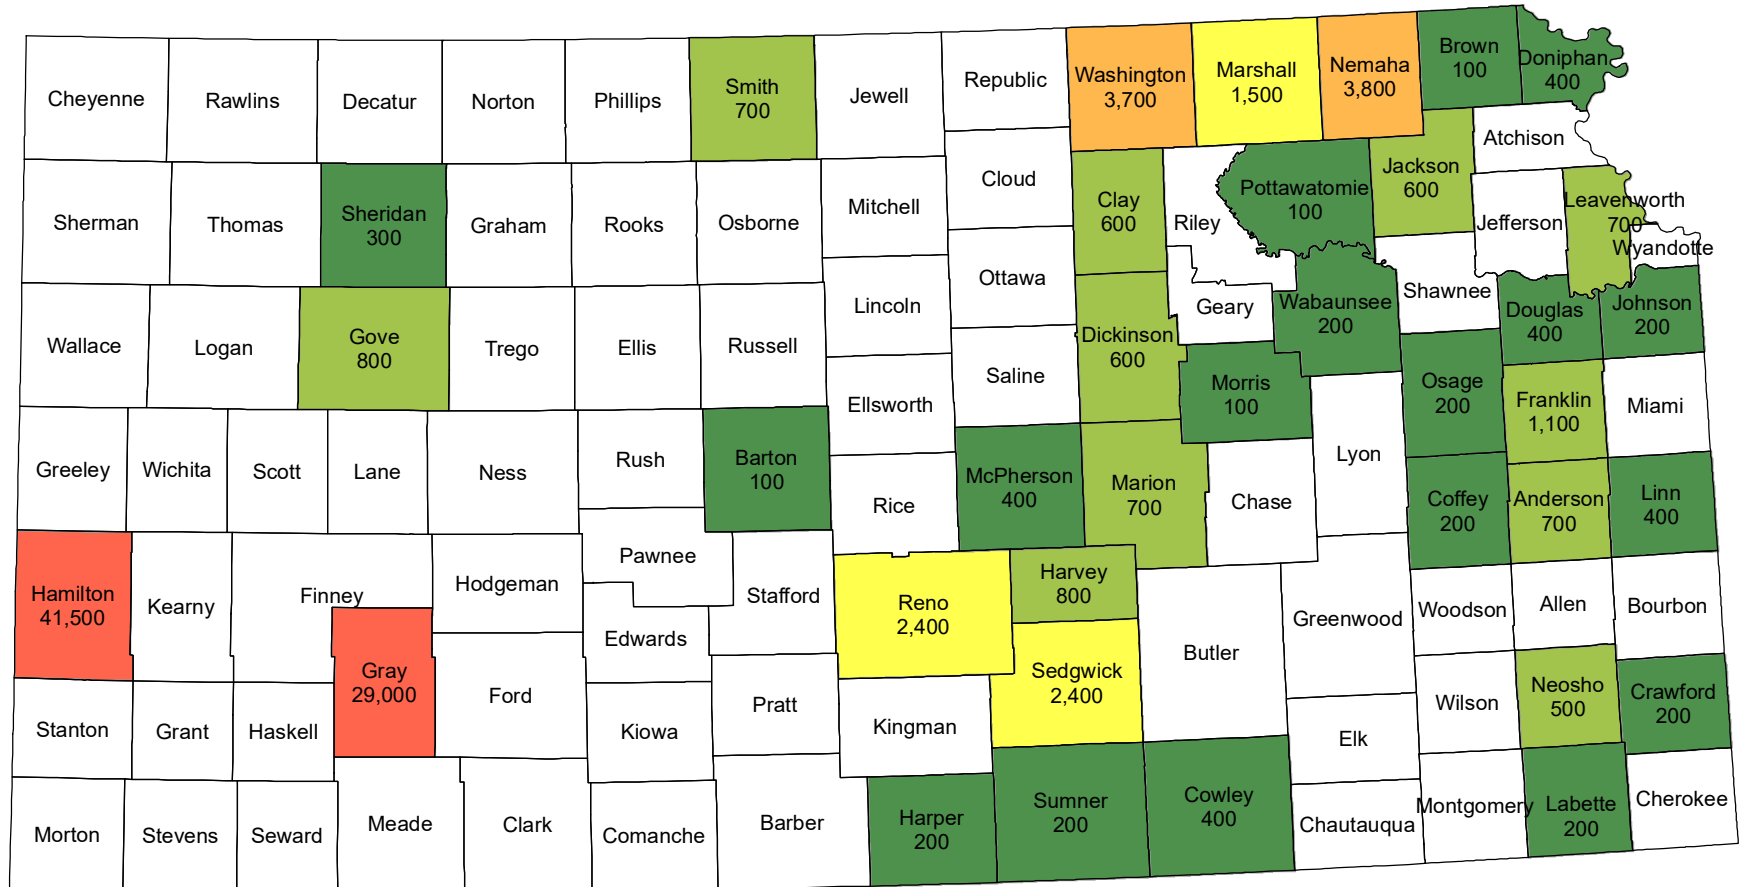 Cheyenne
Rawlins
Decatur
Norton
Phillips
Smith
700
Jewell
Republic
Washington
3,700
Marshall
1,500
Nemaha
3,800
Brown
100
Doniphan
400
Atchison
Sherman
Thomas
Sheridan
300
Graham
Rooks
Osborne
Mitchell
Cloud
Clay
600
Riley
Pottawatomie
100
Jackson
600
Jefferson
Leavenworth
700
Wyandotte
Wallace
Logan
Gove
800
Trego
Ellis
Russell
Lincoln
Ottawa
Saline
Dickinson
600
Geary
Wabaunsee
200
Shawnee
Douglas
400
Johnson
200
Morris
100
Osage
200
Franklin
1,100
Miami
Greeley
Wichita
Scott
Lane
Ness
Rush
Barton
100
Ellsworth
Rice
McPherson
400
Marion
700
Chase
Lyon
Coffey
200
Anderson
700
Linn
400
Hamilton
41,500
Kearny
Finney
Hodgeman
Pawnee
Stafford
Edwards
Gray
29,000
Ford
Reno
2,400
Harvey
800
Sedgwick
2,400
Butler
Greenwood
Woodson
Allen
Bourbon
Stanton
Grant
Haskell
Kiowa
Pratt
Kingman
Elk
Wilson
Neosho
500
Crawford
200
Morton
Stevens
Seward
Meade
Clark
Comanche
Barber
Harper
200
Sumner
200
Cowley
400
Chautauqua
Montgomery
Labette
200
Cherokee